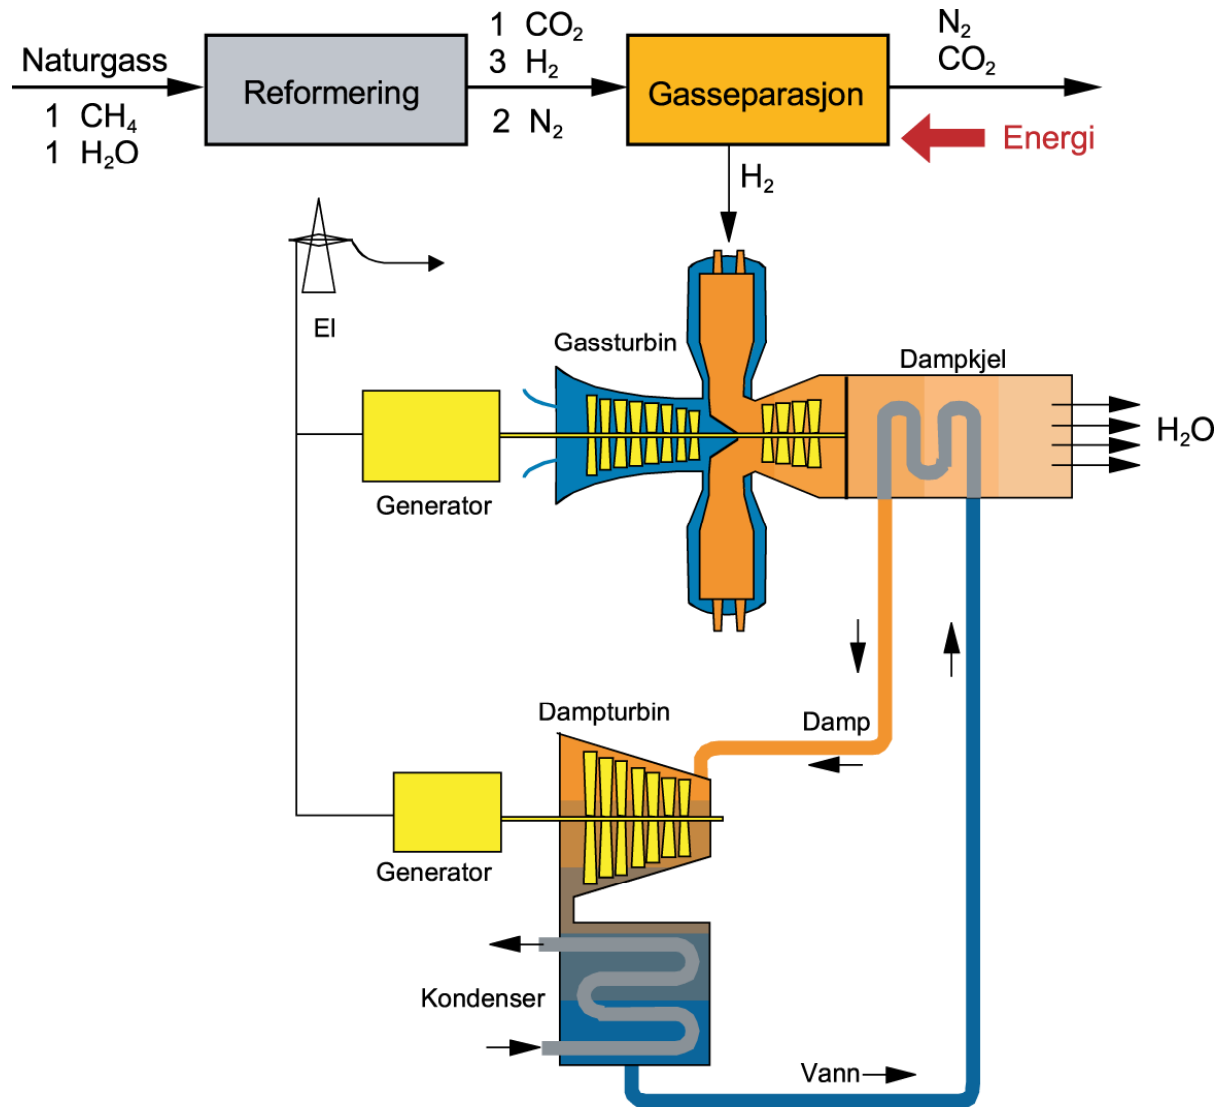 Naturgass
1 CH₄
1 H₂O
Reformering
1 CO₂
3 H₂
2 N₂
Gasseparasjon
N₂
CO₂
Energi
H₂
El
Gassturbin
Dampkjel
H₂O
Generator
Dampturbin
Damp
Generator
Kondenser
Vann